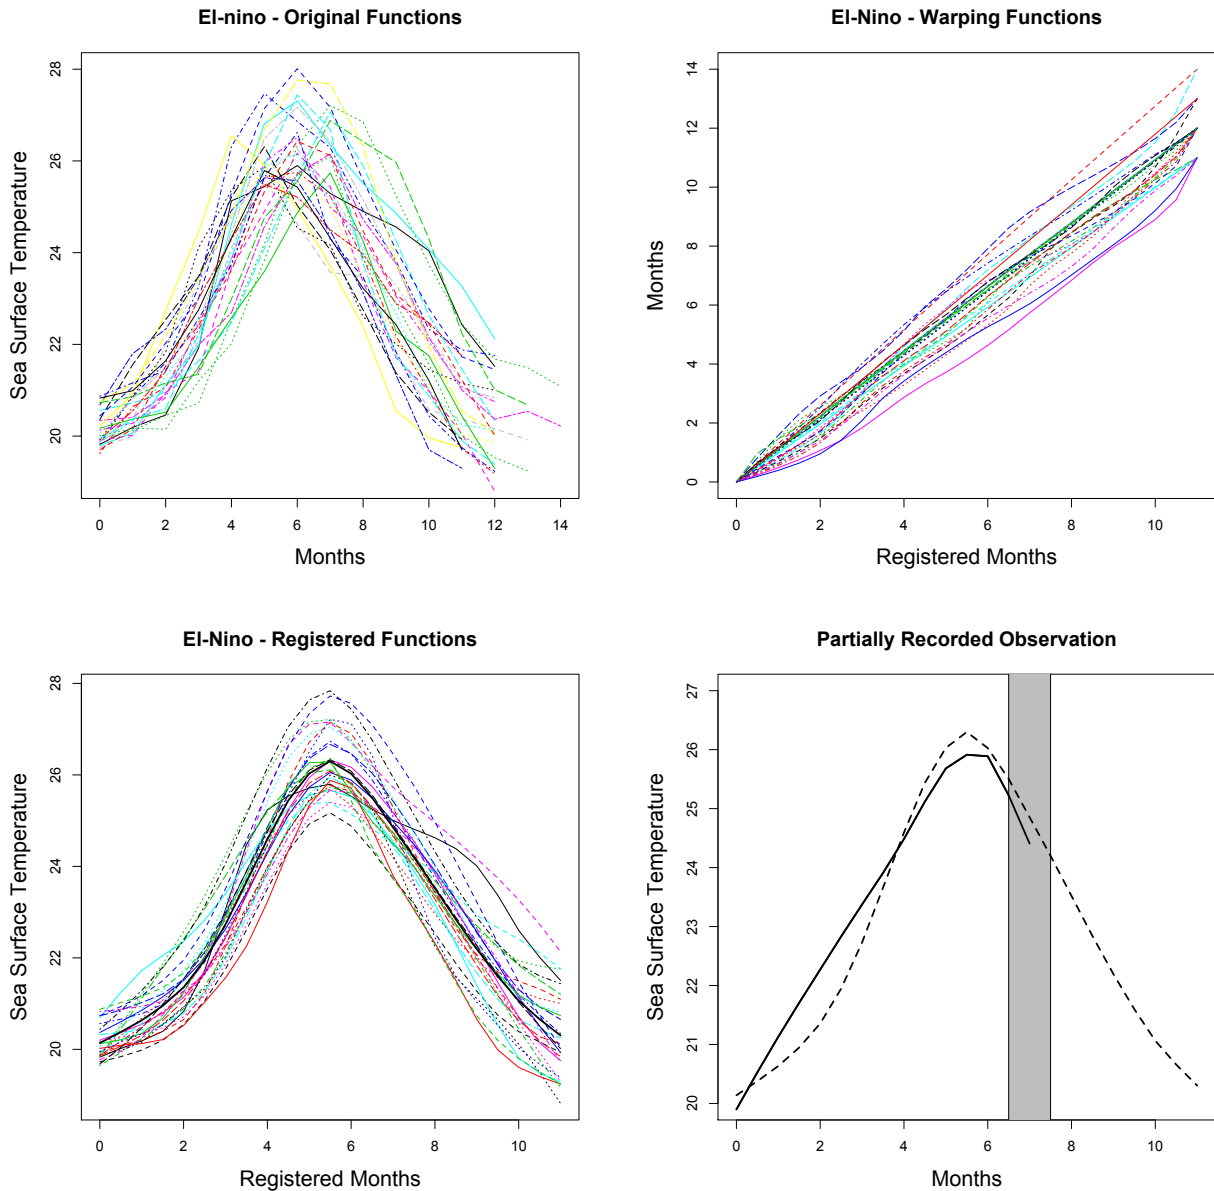 El-nino - Original Functions
28
26
24
22
20
Sea Surface Temperature
0 2 4 6 8 10 12 14
Months
El-Nino - Warping Functions
14
12
10
8
6
4
2
0
Months
0 2 4 6 8 10
Registered Months
El-Nino - Registered Functions
28
26
24
22
20
Sea Surface Temperature
0 2 4 6 8 10
Registered Months
Partially Recorded Observation
27
26
25
24
23
22
21
20
Sea Surface Temperature
0 2 4 6 8 10
Months